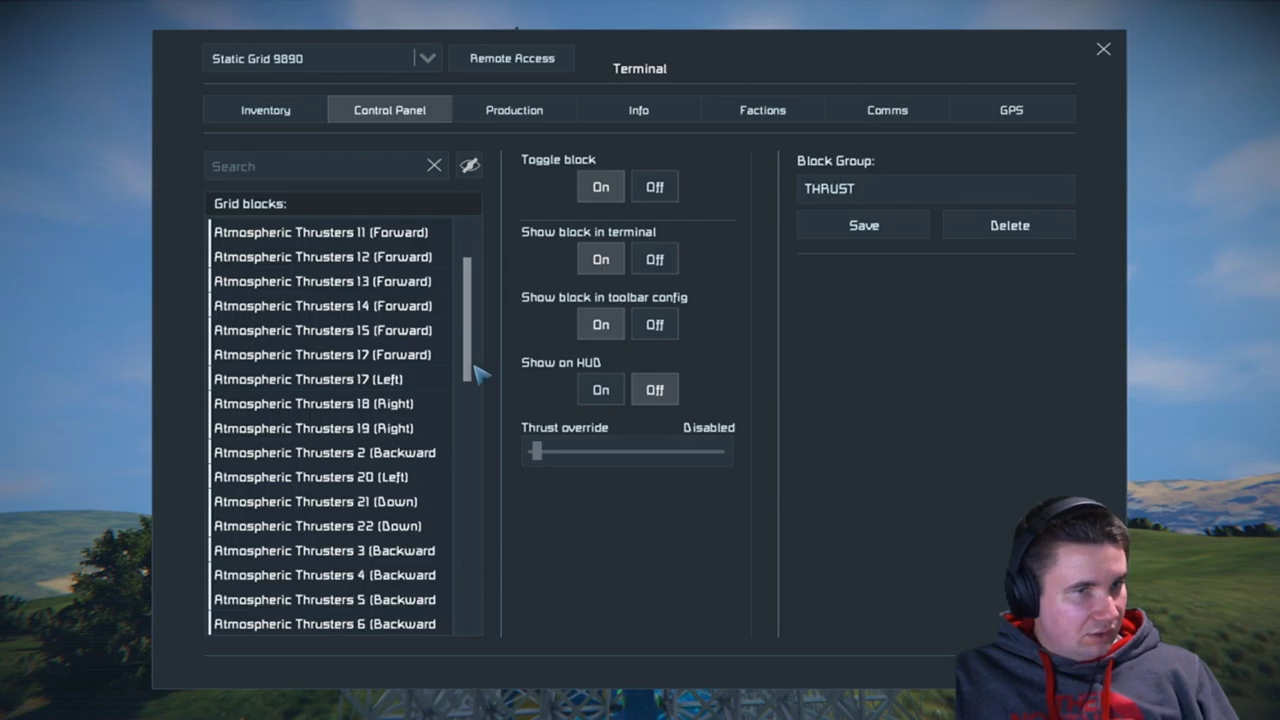 Static Grid 9890
Remote Access
Terminal
Inventory
Control Panel
Production
Info
Factions
Comms
GPS
Search
Grid blocks:
Atmospheric Thrusters 11 (Forward)
Atmospheric Thrusters 12 (Forward)
Atmospheric Thrusters 13 (Forward)
Atmospheric Thrusters 14 (Forward)
Atmospheric Thrusters 15 (Forward)
Atmospheric Thrusters 17 (Forward)
Atmospheric Thrusters 17 (Left)
Atmospheric Thrusters 18 (Right)
Atmospheric Thrusters 19 (Right)
Atmospheric Thrusters 2 (Backward
Atmospheric Thrusters 20 (Left)
Atmospheric Thrusters 21 (Down)
Atmospheric Thrusters 22 (Down)
Atmospheric Thrusters 3 (Backward
Atmospheric Thrusters 4 (Backward
Atmospheric Thrusters 5 (Backward
Atmospheric Thrusters 6 (Backward
Toggle block
On Off
Show block in terminal
On Off
Show block in toolbar config
On Off
Show on HUD
On Off
Thrust override Disabled
Block Group:
THRUST
Save Delete